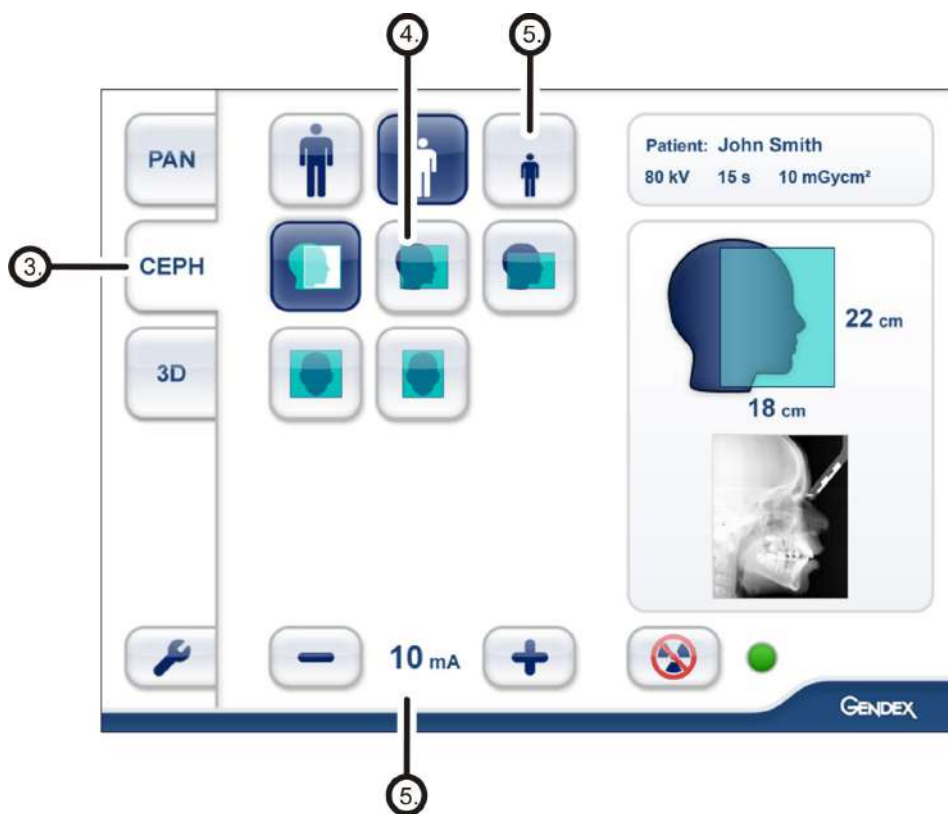 4.
5.
PAN
Patient: John Smith
80 kV 15 s 10 mGycm²
3.
CEPH
22 cm
18 cm
3D
10 mA
GENDEX
5.